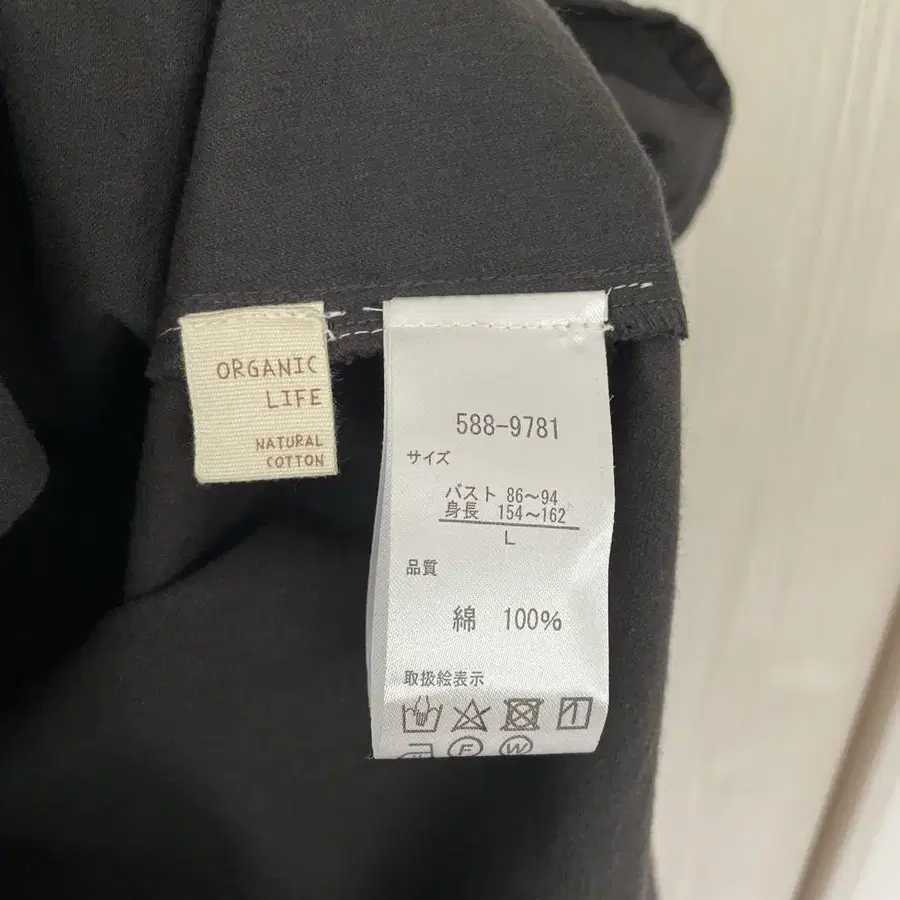 ORGANIC
LIFE
NATURAL
COTTON
588-9781
サイズ
バスト 86～94
身長 154～162
L
品質
綿 100%
取扱絵表示
F
W